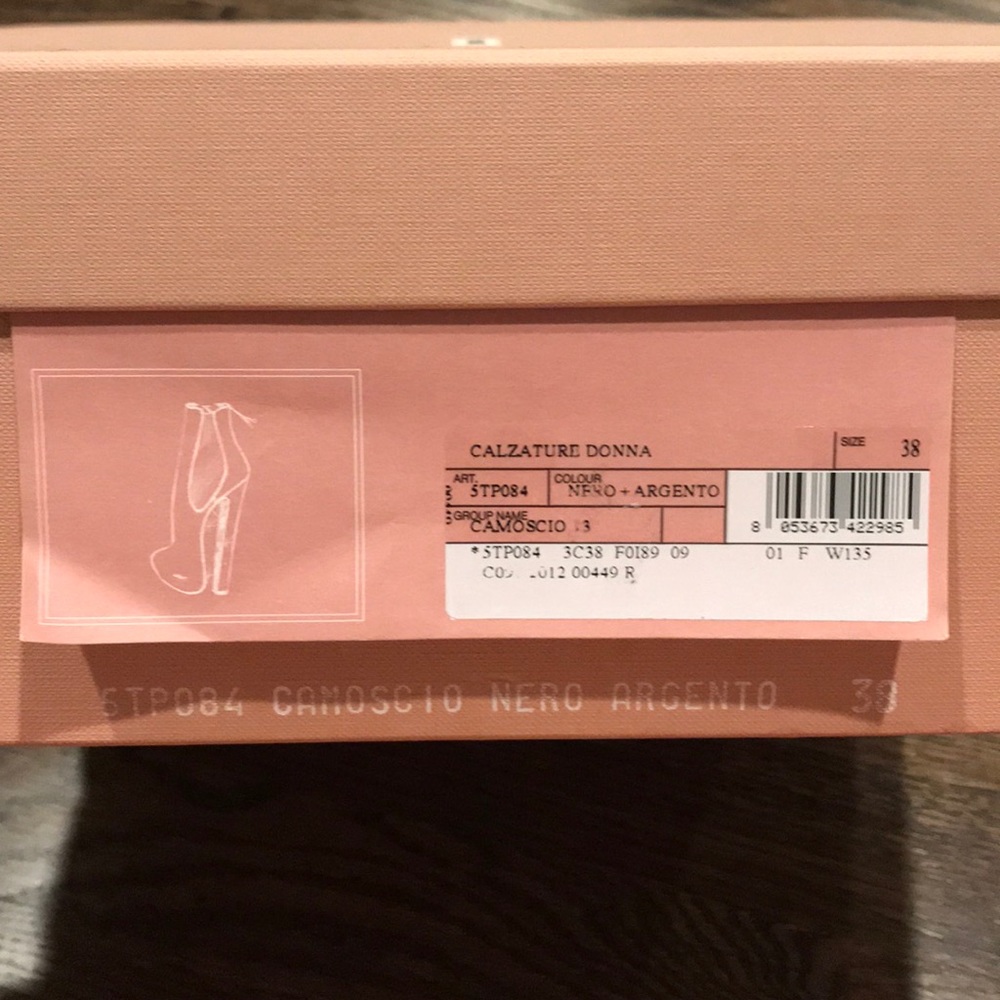 CALZATURE DONNA
SIZE 38
ART. 5TP084
COLOUR NERO + ARGENTO
GROUP NAME
CAMOSCIO 13
8 053673 422985
*5TP084 3C38 F0I89 09 01 F W135
00449 R
5TP084 CAMOSCIO NERO ARGENTO 38